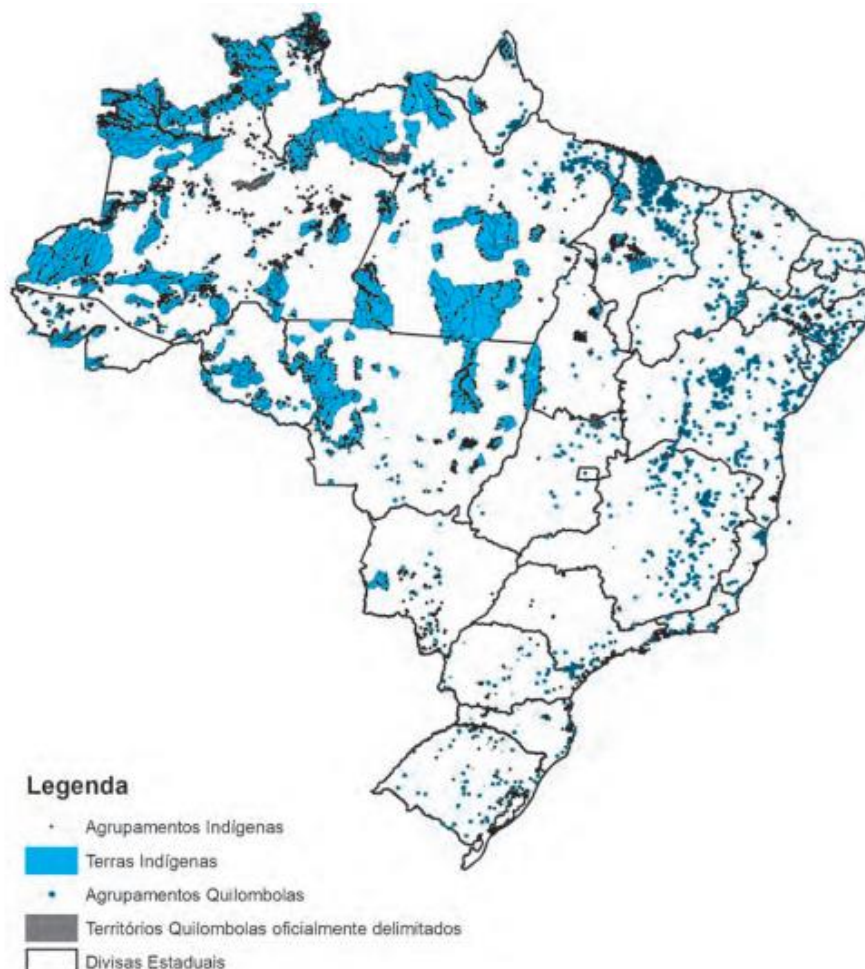 Legenda
Agrupamentos Indígenas
Terras Indígenas
Agrupamentos Quilombolas
Territórios Quilombolas oficialmente delimitados
Divisas Estaduais